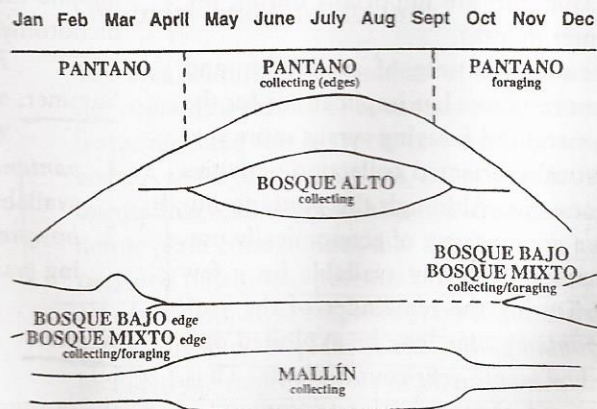 Jan Feb Mar April May June July Aug Sept Oct Nov Dec
PANTANO
PANTANO
collecting (edges)
PANTANO
foraging
BOSQUE ALTO
collecting
BOSQUE BAJO
BOSQUE MIXTO
collecting/foraging
BOSQUE BAJO edge
BOSQUE MIXTO edge
collecting/foraging
MALLÍN
collecting